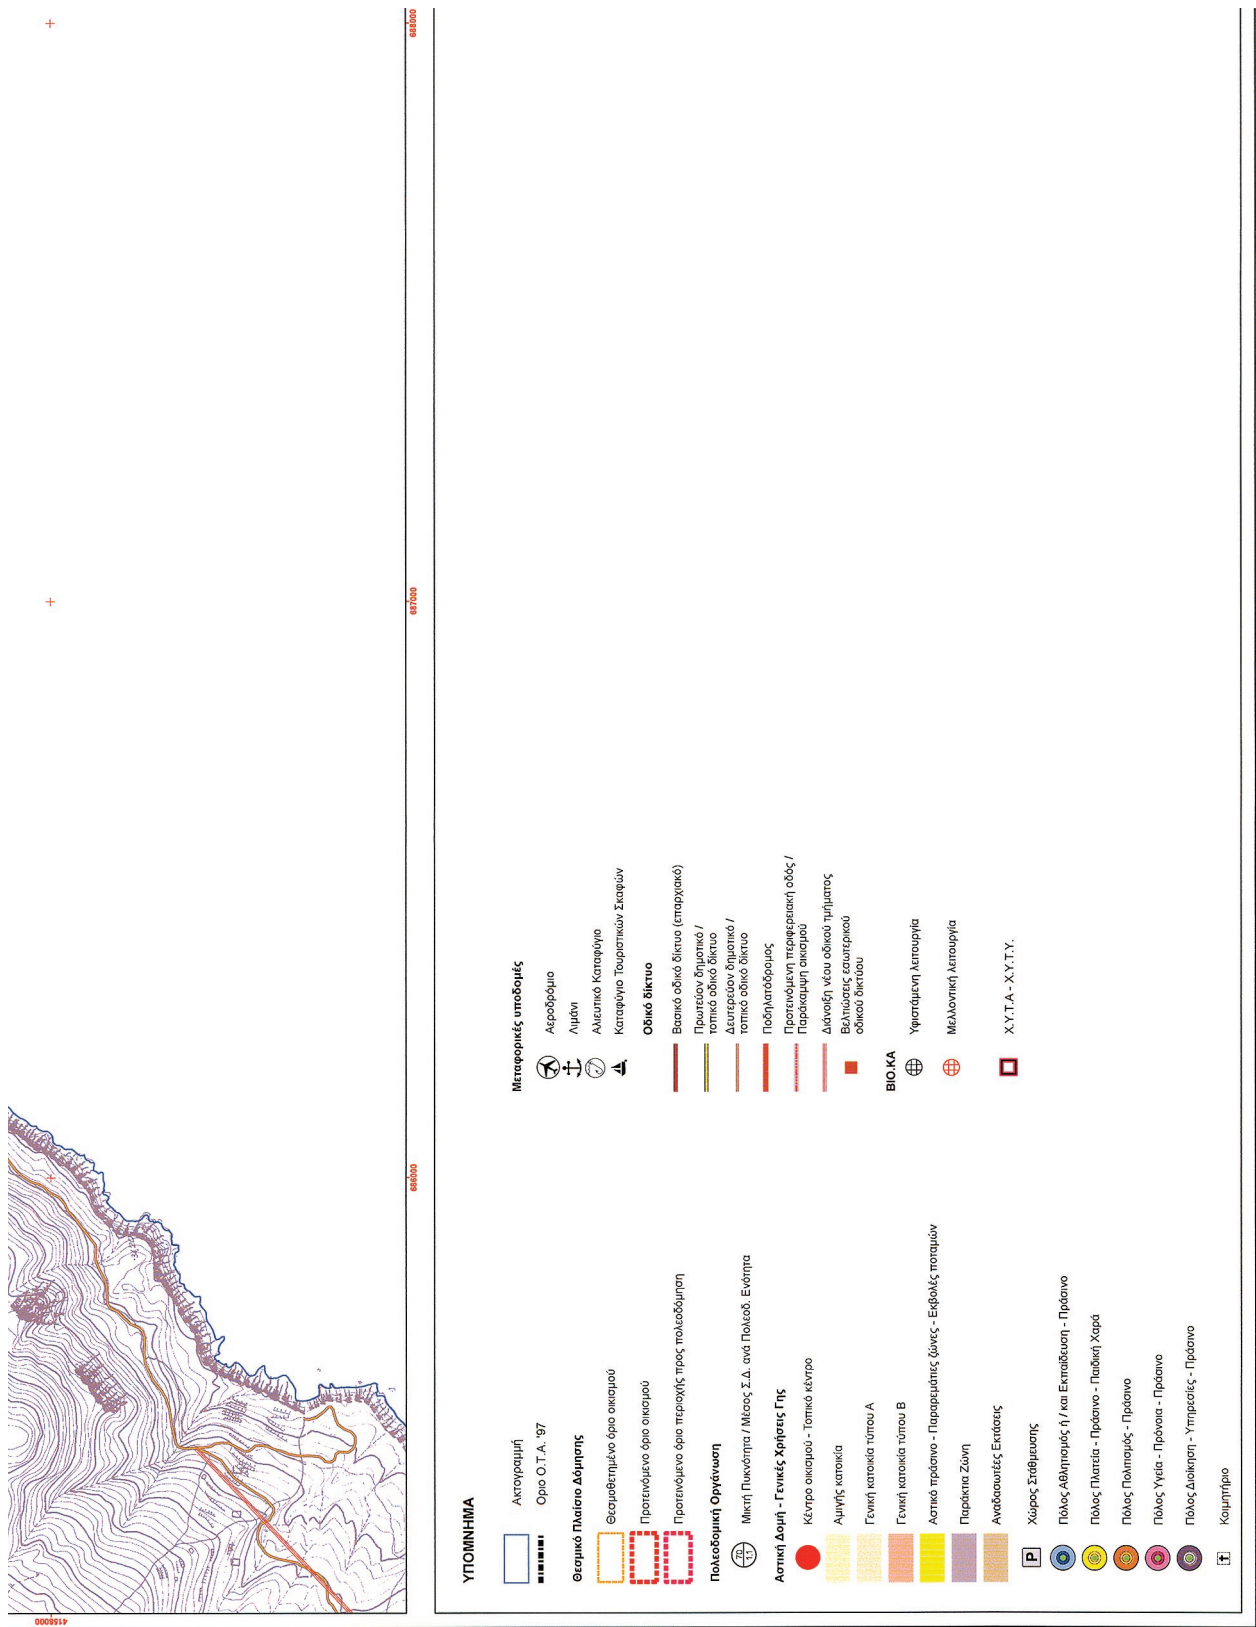 688000
687000
686000
4158000
ΥΠΟΜΝΗΜΑ
Ακτογραμμή
Οριο Ο.Τ.Α. '97
Θεσμικό Πλαίσιο Δόμησης
Θεσμοθετημένο όριο οικισμού
Προτεινόμενο όριο οικισμού
Προτεινόμενο όριο περιοχής προς πολεοδόμηση
Πολεοδομική Οργάνωση
70
1.1
Μικτή Πυκνότητα / Μέσος Σ.Δ. ανά Πολεοδ. Ενότητα
Αστική Δομή - Γενικές Χρήσεις Γης
Κέντρο οικισμού - Τοπικό κέντρο
Αμιγής κατοικία
Γενική κατοικία τύπου Α
Γενική κατοικία τύπου Β
Αστικό πράσινο - Παραρεμάτιες ζώνες - Εκβολές ποταμών
Παράκτια Ζώνη
Αναδασωτέες Εκτάσεις
P
Χώρος Στάθμευσης
Πόλος Αθλητισμός ή / και Εκπαίδευση - Πράσινο
Πόλος Πλατεία - Πράσινο - Παιδική Χαρά
Πόλος Πολιτισμός - Πράσινο
Πόλος Υγεία - Πρόνοια - Πράσινο
Πόλος Διοίκηση - Υπηρεσίες - Πράσινο
Κοιμητήριο
Μεταφορικές υποδομές
Αεροδρόμιο
Λιμάνι
Αλιευτικό Καταφύγιο
Καταφύγιο Τουριστικών Σκαφών
Οδικό δίκτυο
Βασικό οδικό δίκτυο (επαρχιακό)
Πρωτεύον δημοτικό /
τοπικό οδικό δίκτυο
Δευτερεύον δημοτικό /
τοπικό οδικό δίκτυο
Ποδηλατόδρομος
Προτεινόμενη περιφερειακή οδός /
Παράκαμψη οικισμού
Διάνοιξη νέου οδικού τμήματος
Βελτιώσεις εσωτερικού
οδικού δικτύου
ΒΙΟ.ΚΑ
Υφιστάμενη λειτουργία
Μελλοντική λειτουργία
Χ.Υ.Τ.Α - Χ.Υ.Τ.Υ.